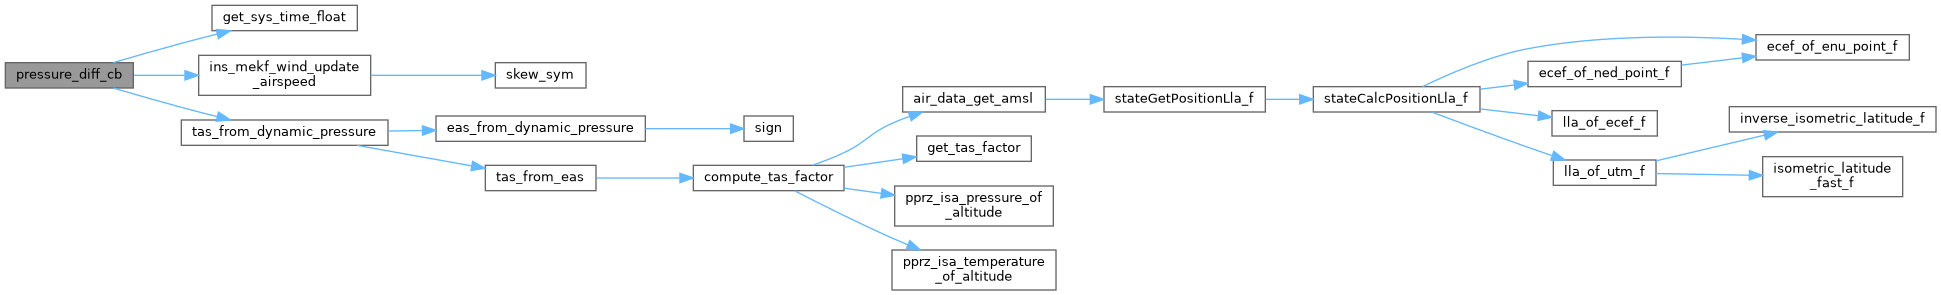 pressure_diff_cb
get_sys_time_float
ins_mekf_wind_update
_airspeed
skew_sym
tas_from_dynamic_pressure
eas_from_dynamic_pressure
sign
tas_from_eas
compute_tas_factor
air_data_get_amsl
get_tas_factor
pprz_isa_pressure_of
_altitude
pprz_isa_temperature
_of_altitude
stateGetPositionLla_f
stateCalcPositionLla_f
ecef_of_enu_point_f
ecef_of_ned_point_f
lla_of_ecef_f
lla_of_utm_f
inverse_isometric_latitude_f
isometric_latitude
_fast_f